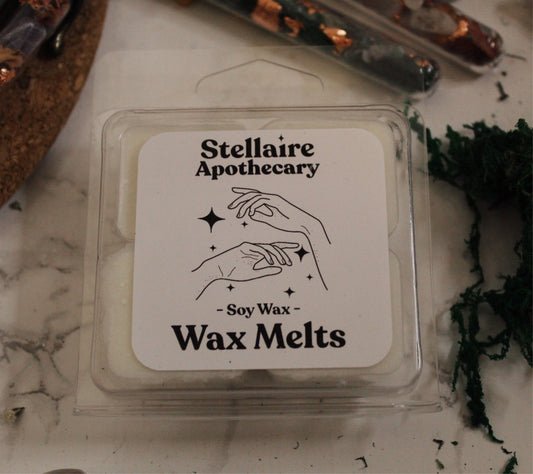 Stellaire
Apothecary
- Soy Wax -
Wax Melts